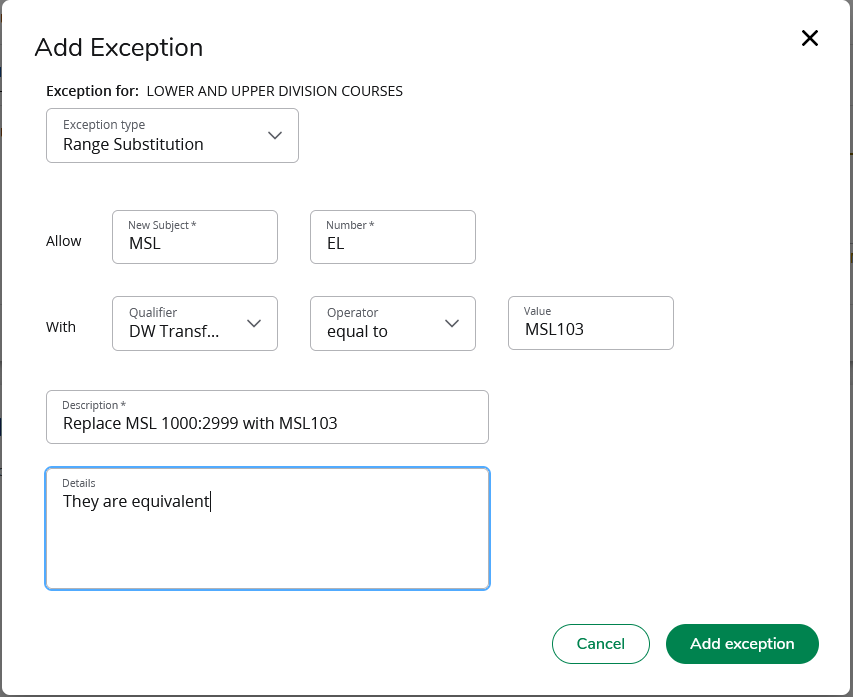 Add Exception
Exception for: LOWER AND UPPER DIVISION COURSES
Exception type
Range Substitution
Allow
New Subject *
MSL
Number *
EL
With
Qualifier
DW Transf...
Operator
equal to
Value
MSL103
Description *
Replace MSL 1000:2999 with MSL103
Details
They are equivalent
Cancel
Add exception